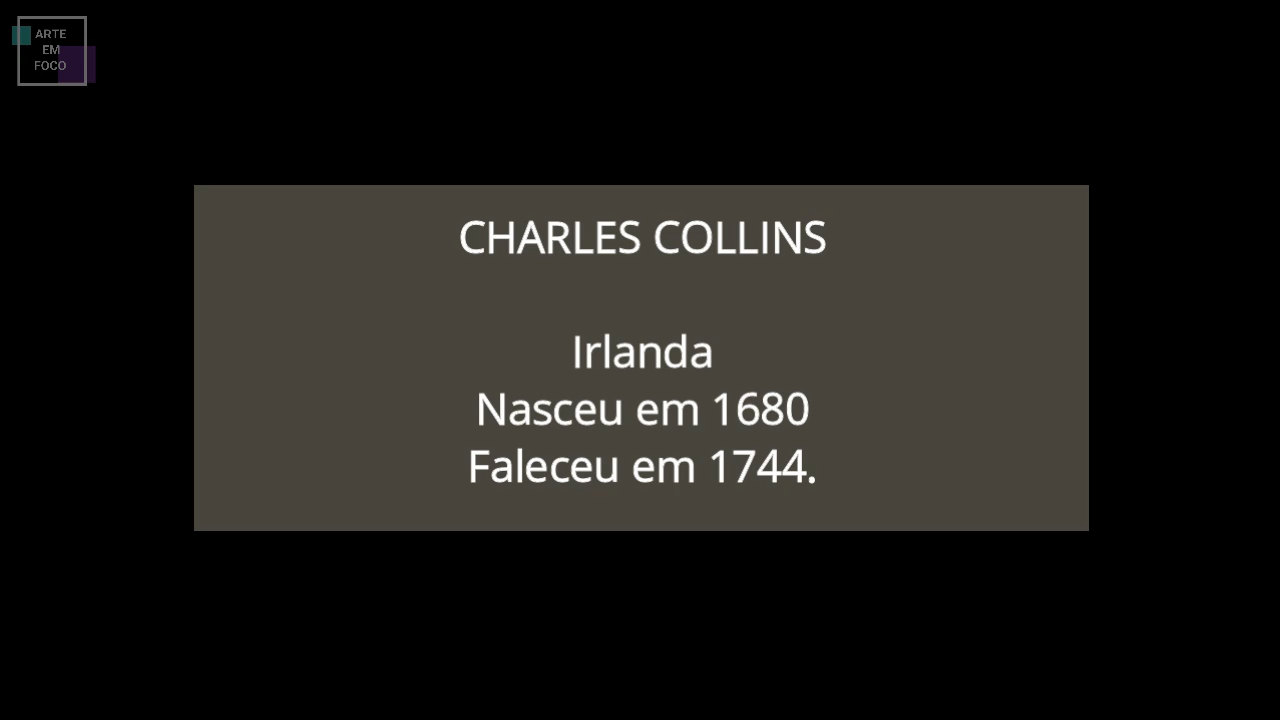 ARTE
EM
FOCO
CHARLES COLLINS
Irlanda
Nasceu em 1680
Faleceu em 1744.